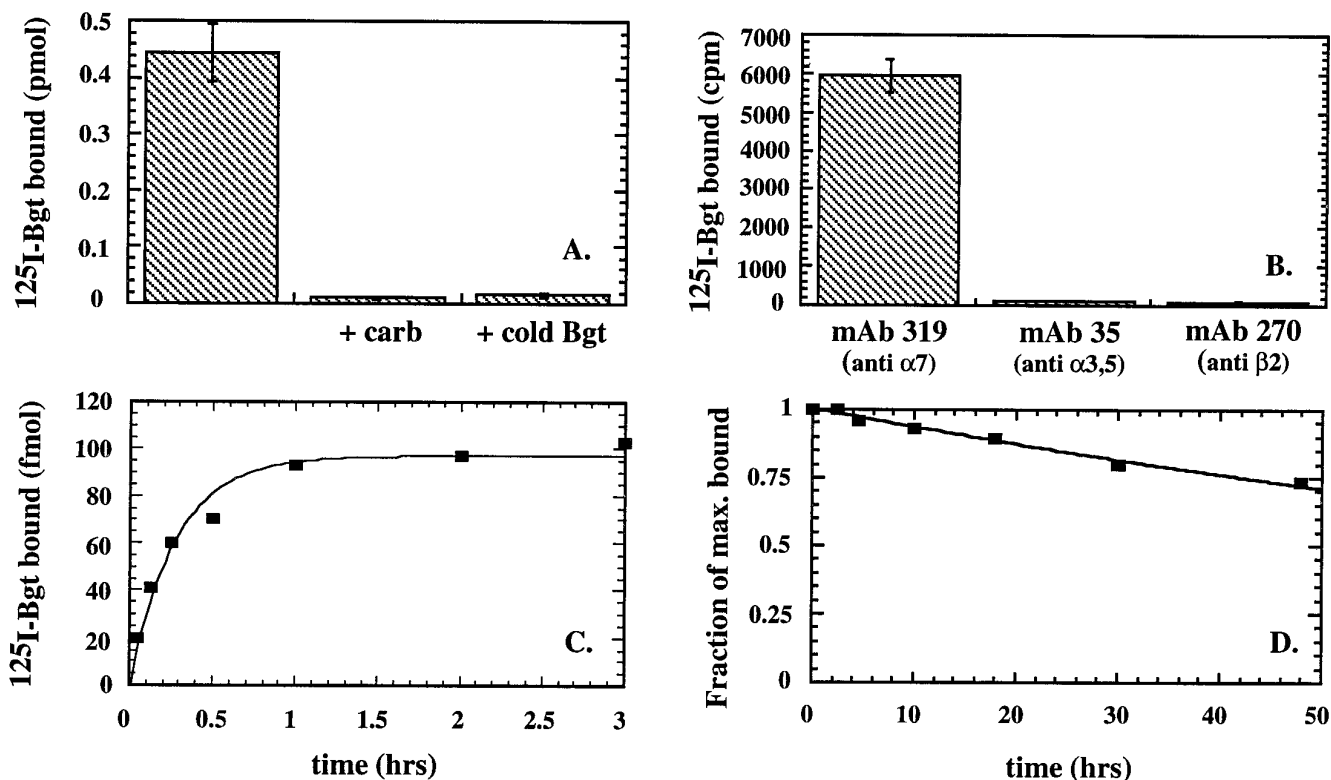 ¹²⁵I-Bgt bound (pmol)
0.5
0.4
0.3
0.2
0.1
0
A.
+ carb
+ cold Bgt
¹²⁵I-Bgt bound (cpm)
7000
6000
5000
4000
3000
2000
1000
0
B.
mAb 319 mAb 35 mAb 270
(anti α7) (anti α3,5) (anti β2)
¹²⁵I-Bgt bound (fmol)
120
100
80
60
40
20
0
C.
0 0.5 1 1.5 2 2.5 3
time (hrs)
Fraction of max. bound
1
0.75
0.5
0.25
0
D.
0 10 20 30 40 50
time (hrs)